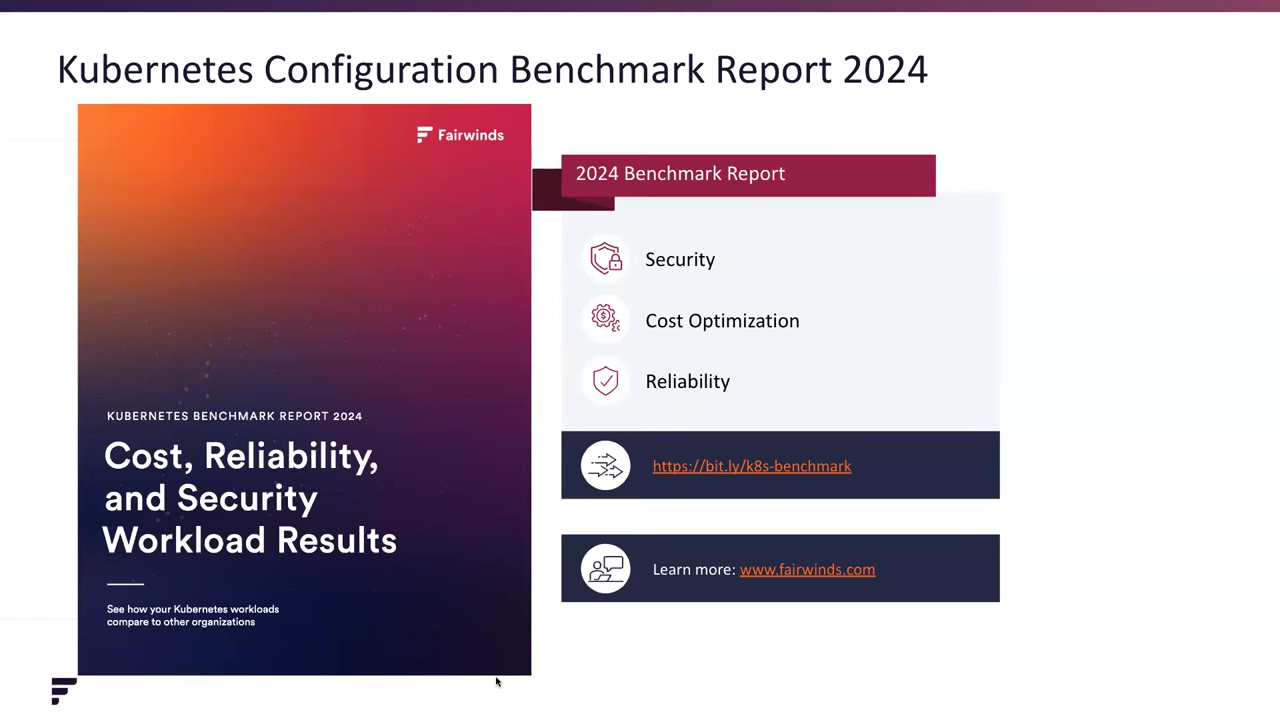 Kubernetes Configuration Benchmark Report 2024
Fairwinds
KUBERNETES BENCHMARK REPORT 2024
Cost, Reliability,
and Security
Workload Results
See how your Kubernetes workloads
compare to other organizations
2024 Benchmark Report
Security
Cost Optimization
Reliability
https://bit.ly/k8s-benchmark
Learn more: www.fairwinds.com